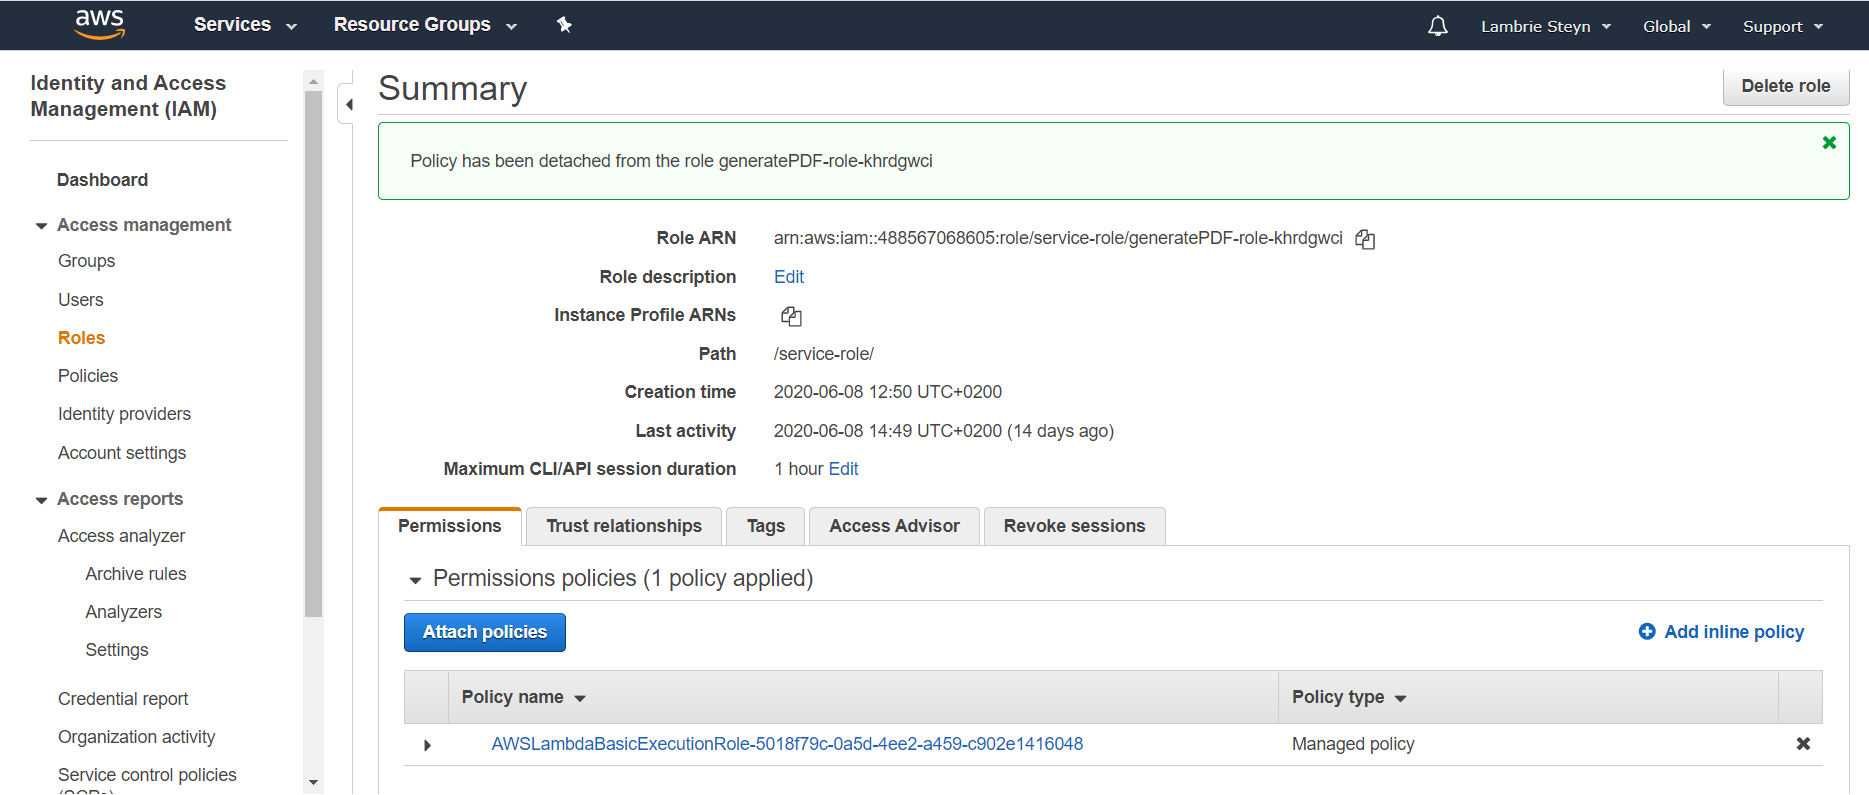 aws
Services
Resource Groups
Lambrie Steyn
Global
Support
Identity and Access
Management (IAM)
Dashboard
Access management
Groups
Users
Roles
Policies
Identity providers
Account settings
Access reports
Access analyzer
Archive rules
Analyzers
Settings
Credential report
Organization activity
Service control policies
Summary
Delete role
Policy has been detached from the role generatePDF-role-khrdgwci
Role ARN arn:aws:iam::488567068605:role/service-role/generatePDF-role-khrdgwci
Role description Edit
Instance Profile ARNs
Path /service-role/
Creation time 2020-06-08 12:50 UTC+0200
Last activity 2020-06-08 14:49 UTC+0200 (14 days ago)
Maximum CLI/API session duration 1 hour Edit
Permissions
Trust relationships
Tags
Access Advisor
Revoke sessions
Permissions policies (1 policy applied)
Attach policies
Add inline policy
Policy name
Policy type
AWSLambdaBasicExecutionRole-5018f79c-0a5d-4ee2-a459-c902e1416048
Managed policy